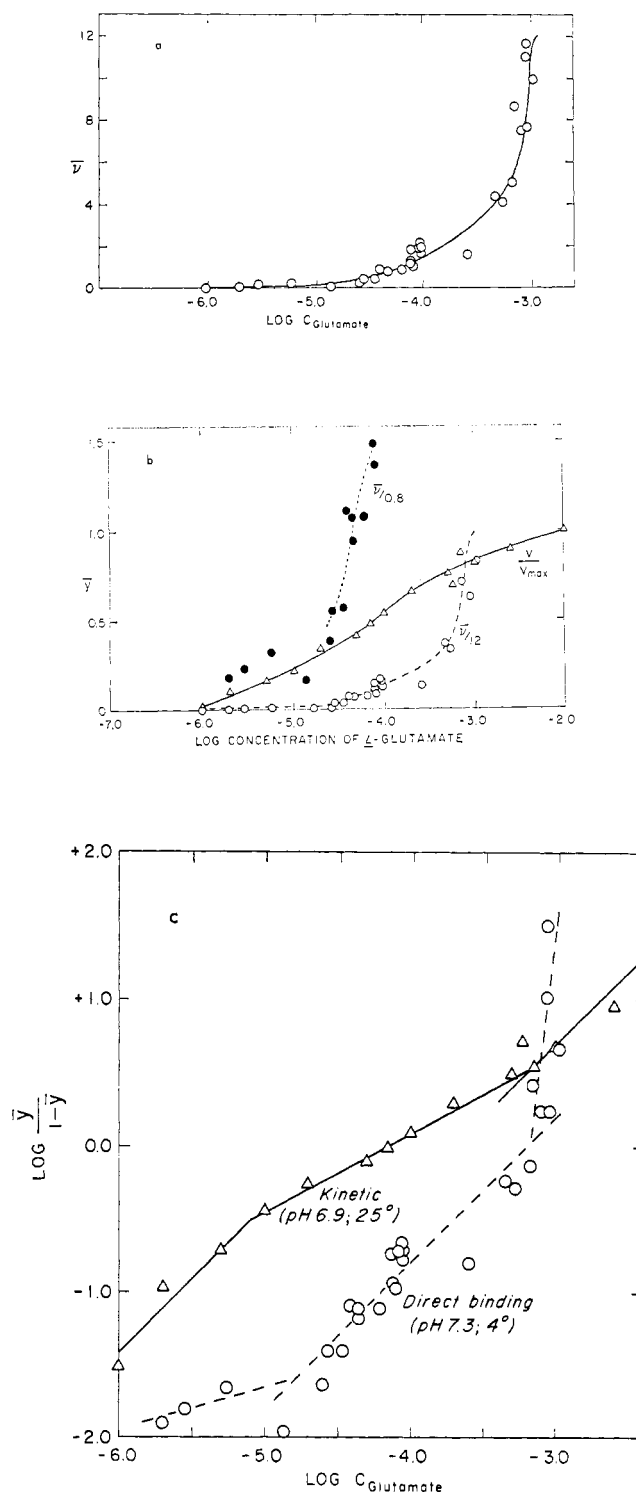 12
a
8
ν̄
4
0
-6.0 -5.0 -4.0 -3.0
LOG C Glutamate
1.5
b
ν̄/0.8
1.0
ȳ
v/vmax
0.5
ν̄/12
0
-7.0 -6.0 -5.0 -4.0 -3.0 -2.0
LOG CONCENTRATION OF L-GLUTAMATE
+2.0
c
+1.0
LOG ȳ/1-ȳ
0.0
Kinetic
(pH 6.9; 25°)
-1.0
Direct binding
(pH 7.3; 4°)
-2.0
-6.0 -5.0 -4.0 -3.0
LOG C Glutamate